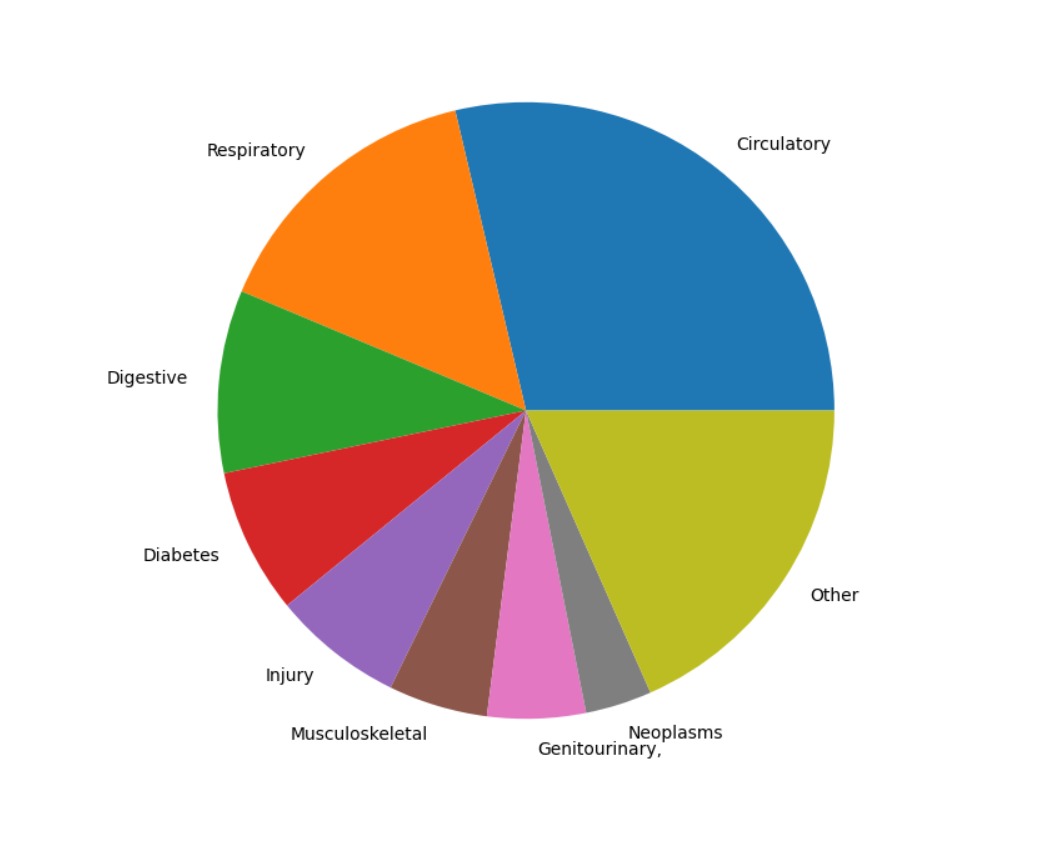 Circulatory
Respiratory
Digestive
Diabetes
Other
Injury
Musculoskeletal
Neoplasms
Genitourinary,